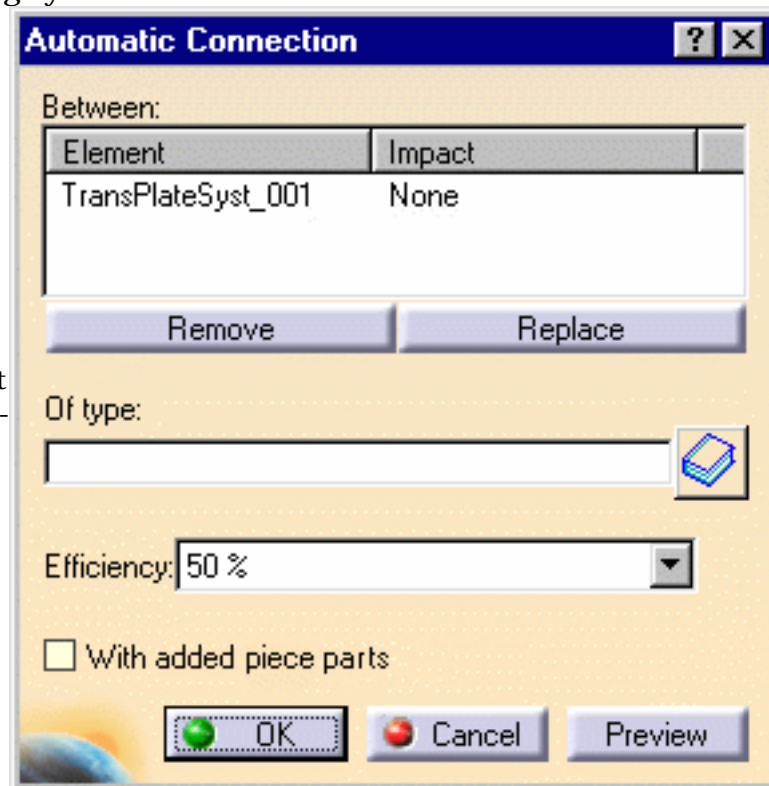 Automatic Connection
Between:
Element Impact
TransPlateSyst_001 None
Remove Replace
t
Of type:
Efficiency: 50 %
With added piece parts
OK Cancel Preview